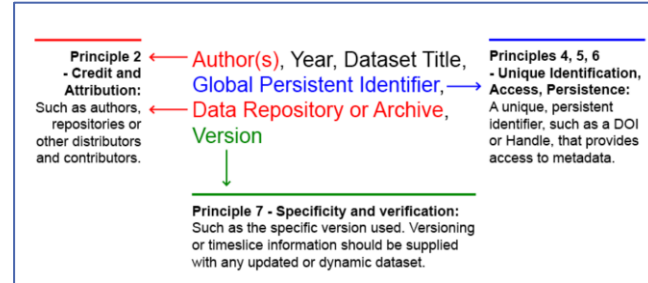 Principle 2
- Credit and
Attribution:
Such as authors,
repositories or
other distributors
and contributors.
Author(s), Year, Dataset Title,
Global Persistent Identifier,
Data Repository or Archive,
Version
Principles 4, 5, 6
- Unique Identification,
Access, Persistence:
A unique, persistent
identifier, such as a DOI
or Handle, that provides
access to metadata.
Principle 7 - Specificity and verification:
Such as the specific version used. Versioning
or timeslice information should be supplied
with any updated or dynamic dataset.